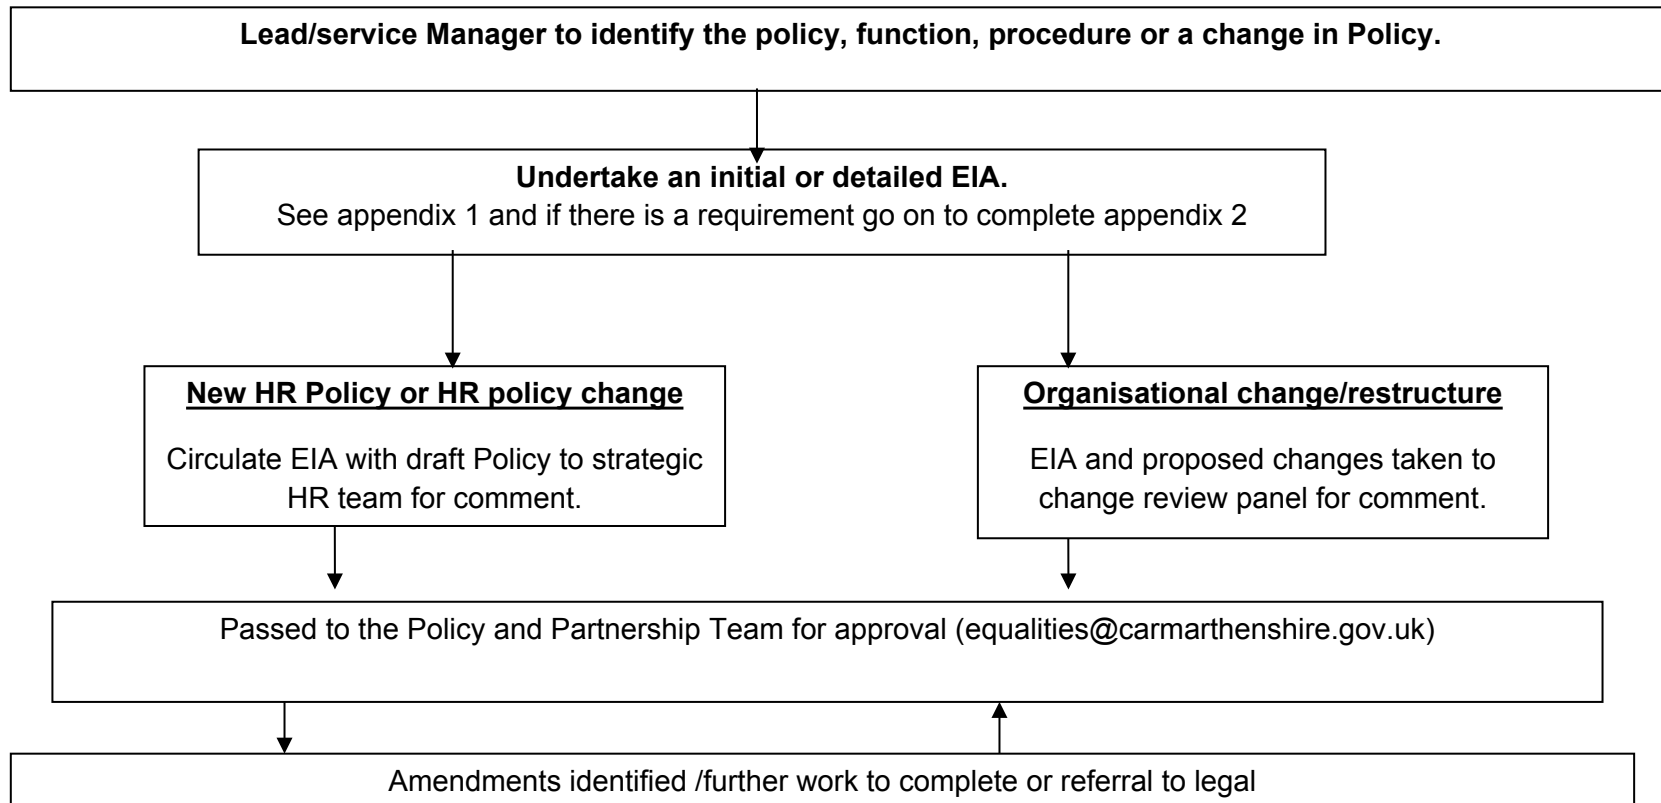 Lead/service Manager to identify the policy, function, procedure or a change in Policy.
Undertake an initial or detailed EIA.
See appendix 1 and if there is a requirement go on to complete appendix 2
New HR Policy or HR policy change
Circulate EIA with draft Policy to strategic
HR team for comment.
Organisational change/restructure
EIA and proposed changes taken to
change review panel for comment.
Passed to the Policy and Partnership Team for approval (equalities@carmarthenshire.gov.uk)
Amendments identified /further work to complete or referral to legal